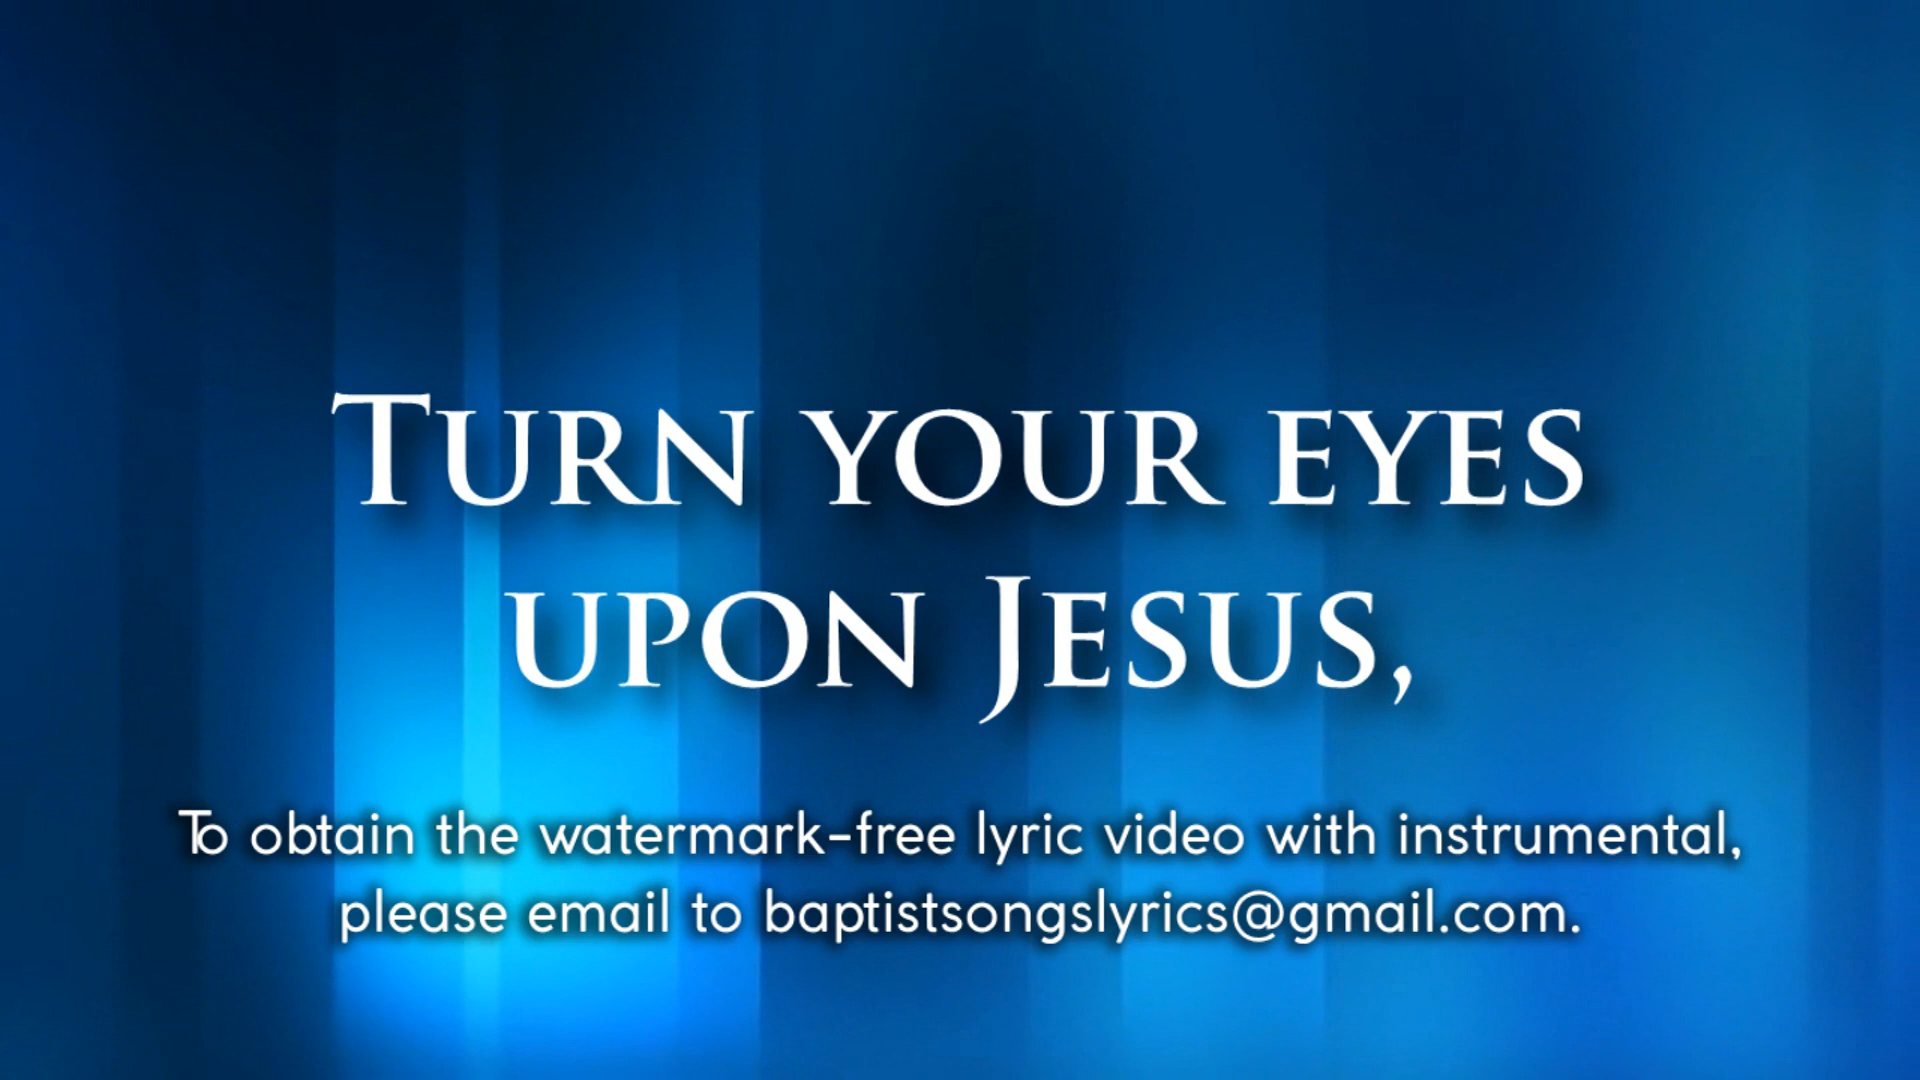 Turn your eyes
upon Jesus,
To obtain the watermark-free lyric video with instrumental,
please email to baptistsongslyrics@gmail.com.